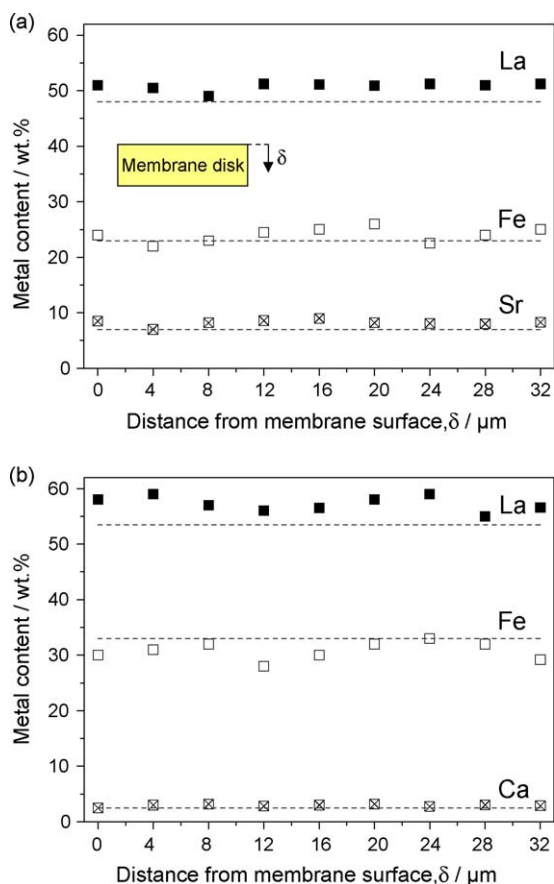 (a)
60
50
40
30
20
10
0
Metal content / wt.%
La
Membrane disk
δ
Fe
Sr
0 4 8 12 16 20 24 28 32
Distance from membrane surface,δ / μm
(b)
60
50
40
30
20
10
0
Metal content / wt.%
La
Fe
Ca
0 4 8 12 16 20 24 28 32
Distance from membrane surface,δ / μm